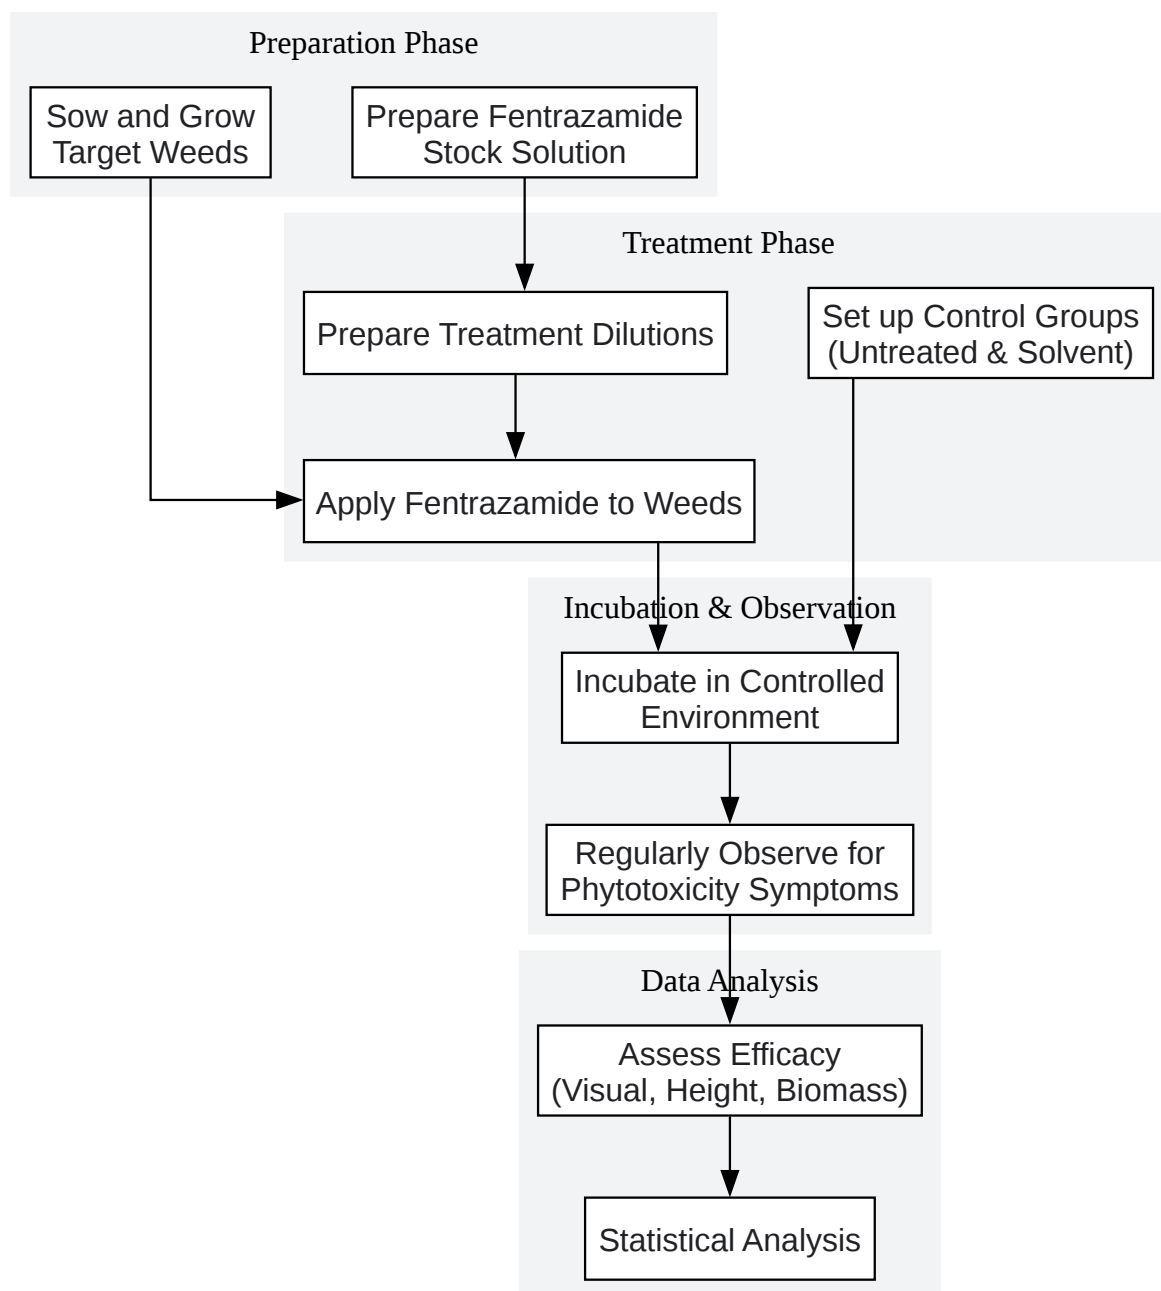 Preparation Phase
Sow and Grow
Target Weeds
Prepare Fentrazamide
Stock Solution
Treatment Phase
Prepare Treatment Dilutions
Set up Control Groups
(Untreated & Solvent)
Apply Fentrazamide to Weeds
Incubation & Observation
Incubate in Controlled
Environment
Regularly Observe for
Phytotoxicity Symptoms
Data Analysis
Assess Efficacy
(Visual, Height, Biomass)
Statistical Analysis